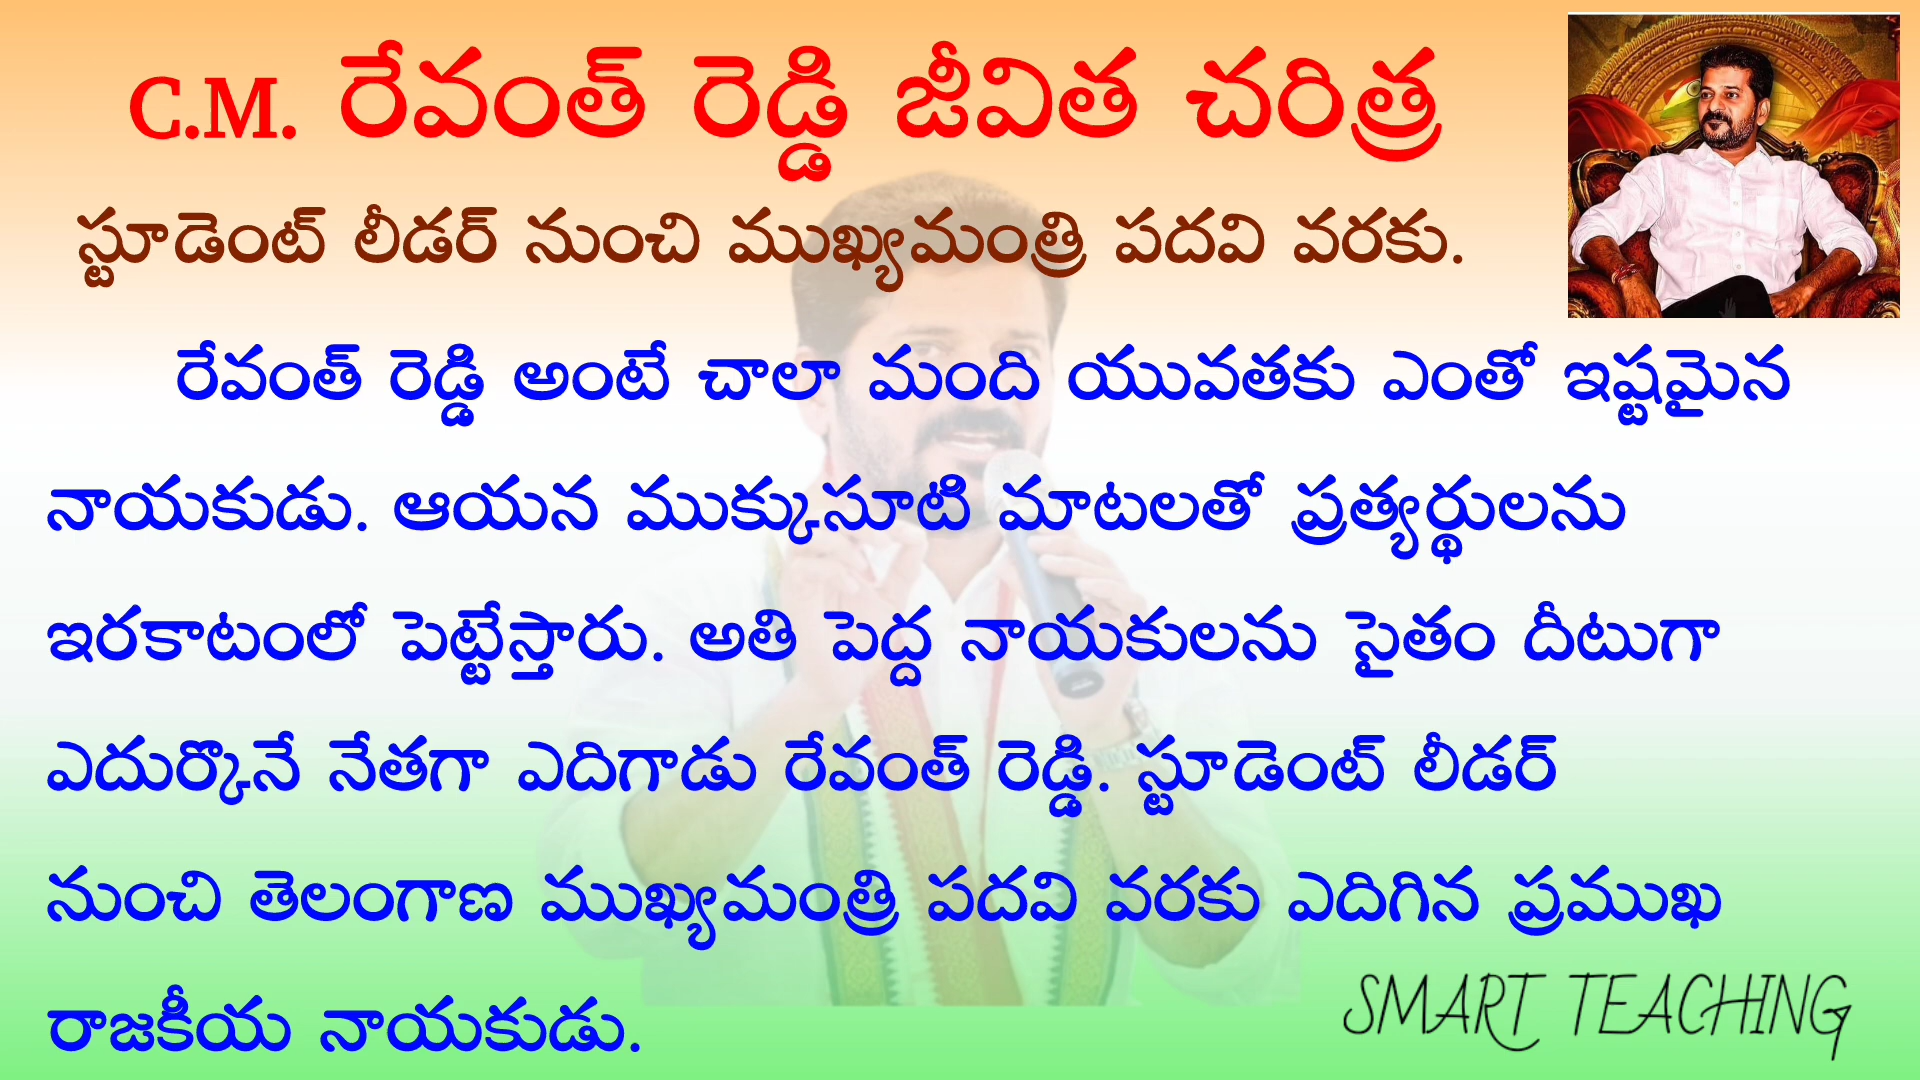 C.M. రేవంత్ రెడ్డి జీవిత చరిత్ర
స్టూడెంట్ లీడర్ నుంచి ముఖ్యమంత్రి పదవి వరకు.
రేవంత్ రెడ్డి అంటే చాలా మంది యువతకు ఎంతో ఇష్టమైన
నాయకుడు. ఆయన ముక్కుసూటి మాటలతో ప్రత్యర్థులను
ఇరకాటంలో పెట్టేస్తారు. అతి పెద్ద నాయకులను సైతం దీటుగా
ఎదుర్కొనే నేతగా ఎదిగాడు రేవంత్ రెడ్డి. స్టూడెంట్ లీడర్
నుంచి తెలంగాణ ముఖ్యమంత్రి పదవి వరకు ఎదిగిన ప్రముఖ
రాజకీయ నాయకుడు.
SMART TEACHING